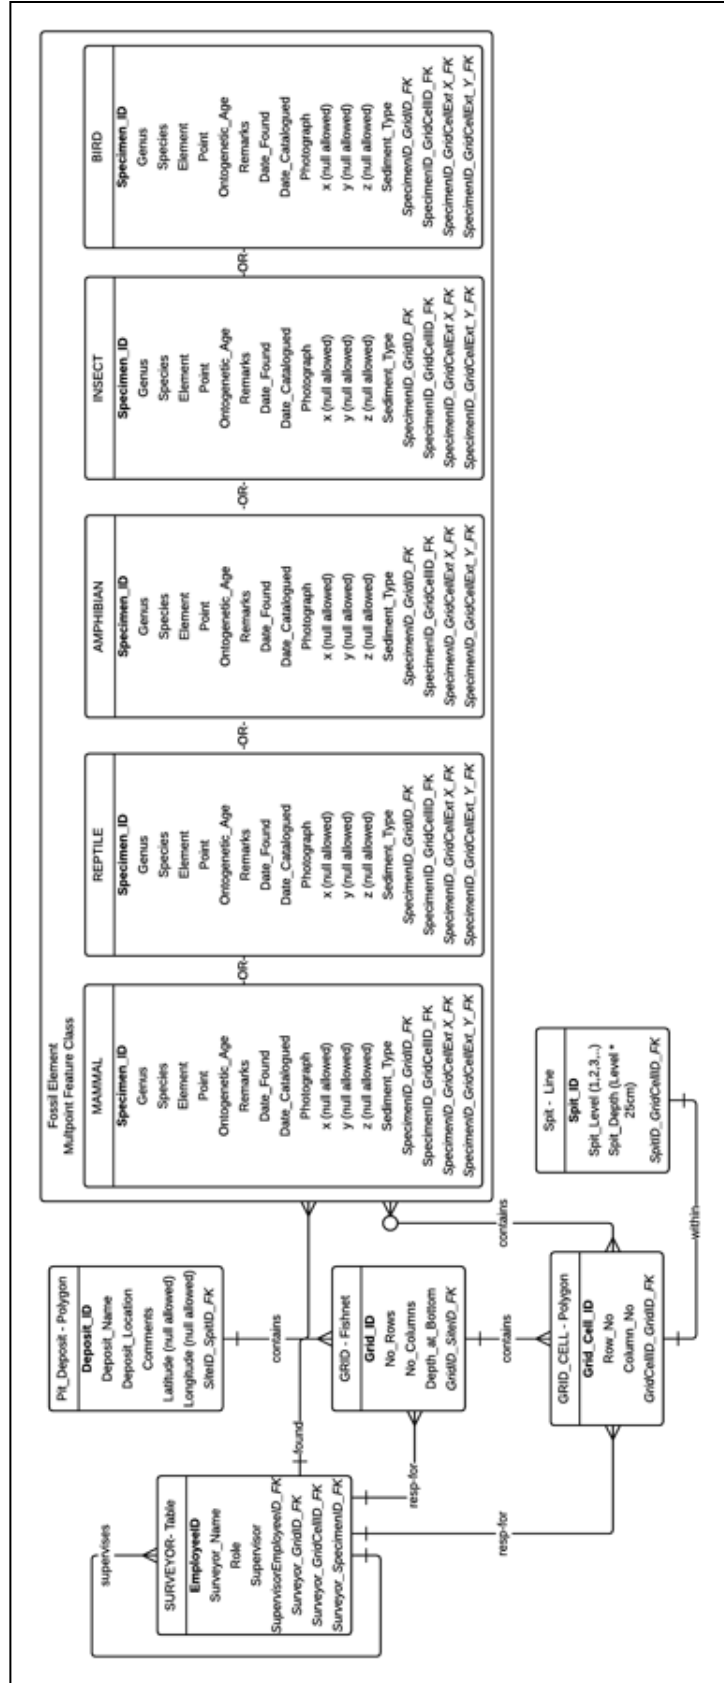 supervises
SURVEYOR- Table
EmployeeID
Surveyor_Name
Role
Supervisor
SupervisorEmployeeID_FK
Surveyor_GridID_FK
Surveyor_GridCellID_FK
Surveyor_SpecimenID_FK
found
resp-for
resp-for
Pit_Deposit - Polygon
Deposit_ID
Deposit_Name
Deposit_Location
Comments
Latitude (null allowed)
Longitude (null allowed)
SiteID_SpitID_FK
contains
GRID - Fishnet
Grid_ID
No_Rows
No_Columns
Depth_at_Bottom
GridID_SiteID_FK
contains
GRID_CELL - Polygon
Grid_Cell_ID
Row_No
Column_No
GridCellID_GridID_FK
contains
within
Spit - Line
Spit_ID
Spit_Level (1,2,3,..)
Spit_Depth (Level *
25cm)
SpitID_GridCellID_FK
Fossil Element
Multpoint Feature Class
MAMMAL
Specimen_ID
Genus
Species
Element
Point
Ontogenetic_Age
Remarks
Date_Found
Date_Catalogued
Photograph
x (null allowed)
y (null allowed)
z (null allowed)
Sediment_Type
SpecimenID_GridID_FK
SpecimenID_GridCellID_FK
SpecimenID_GridCellExt X_FK
SpecimenID_GridCellExt_Y_FK
-OR-
REPTILE
Specimen_ID
Genus
Species
Element
Point
Ontogenetic_Age
Remarks
Date_Found
Date_Catalogued
Photograph
x (null allowed)
y (null allowed)
z (null allowed)
Sediment_Type
SpecimenID_GridID_FK
SpecimenID_GridCellID_FK
SpecimenID_GridCellExt X_FK
SpecimenID_GridCellExt_Y_FK
-OR-
AMPHIBIAN
Specimen_ID
Genus
Species
Element
Point
Ontogenetic_Age
Remarks
Date_Found
Date_Catalogued
Photograph
x (null allowed)
y (null allowed)
z (null allowed)
Sediment_Type
SpecimenID_GridID_FK
SpecimenID_GridCellID_FK
SpecimenID_GridCellExt X_FK
SpecimenID_GridCellExt_Y_FK
-OR-
INSECT
Specimen_ID
Genus
Species
Element
Point
Ontogenetic_Age
Remarks
Date_Found
Date_Catalogued
Photograph
x (null allowed)
y (null allowed)
z (null allowed)
Sediment_Type
SpecimenID_GridID_FK
SpecimenID_GridCellID_FK
SpecimenID_GridCellExt X_FK
SpecimenID_GridCellExt_Y_FK
-OR-
BIRD
Specimen_ID
Genus
Species
Element
Point
Ontogenetic_Age
Remarks
Date_Found
Date_Catalogued
Photograph
x (null allowed)
y (null allowed)
z (null allowed)
Sediment_Type
SpecimenID_GridID_FK
SpecimenID_GridCellID_FK
SpecimenID_GridCellExt X_FK
SpecimenID_GridCellExt_Y_FK